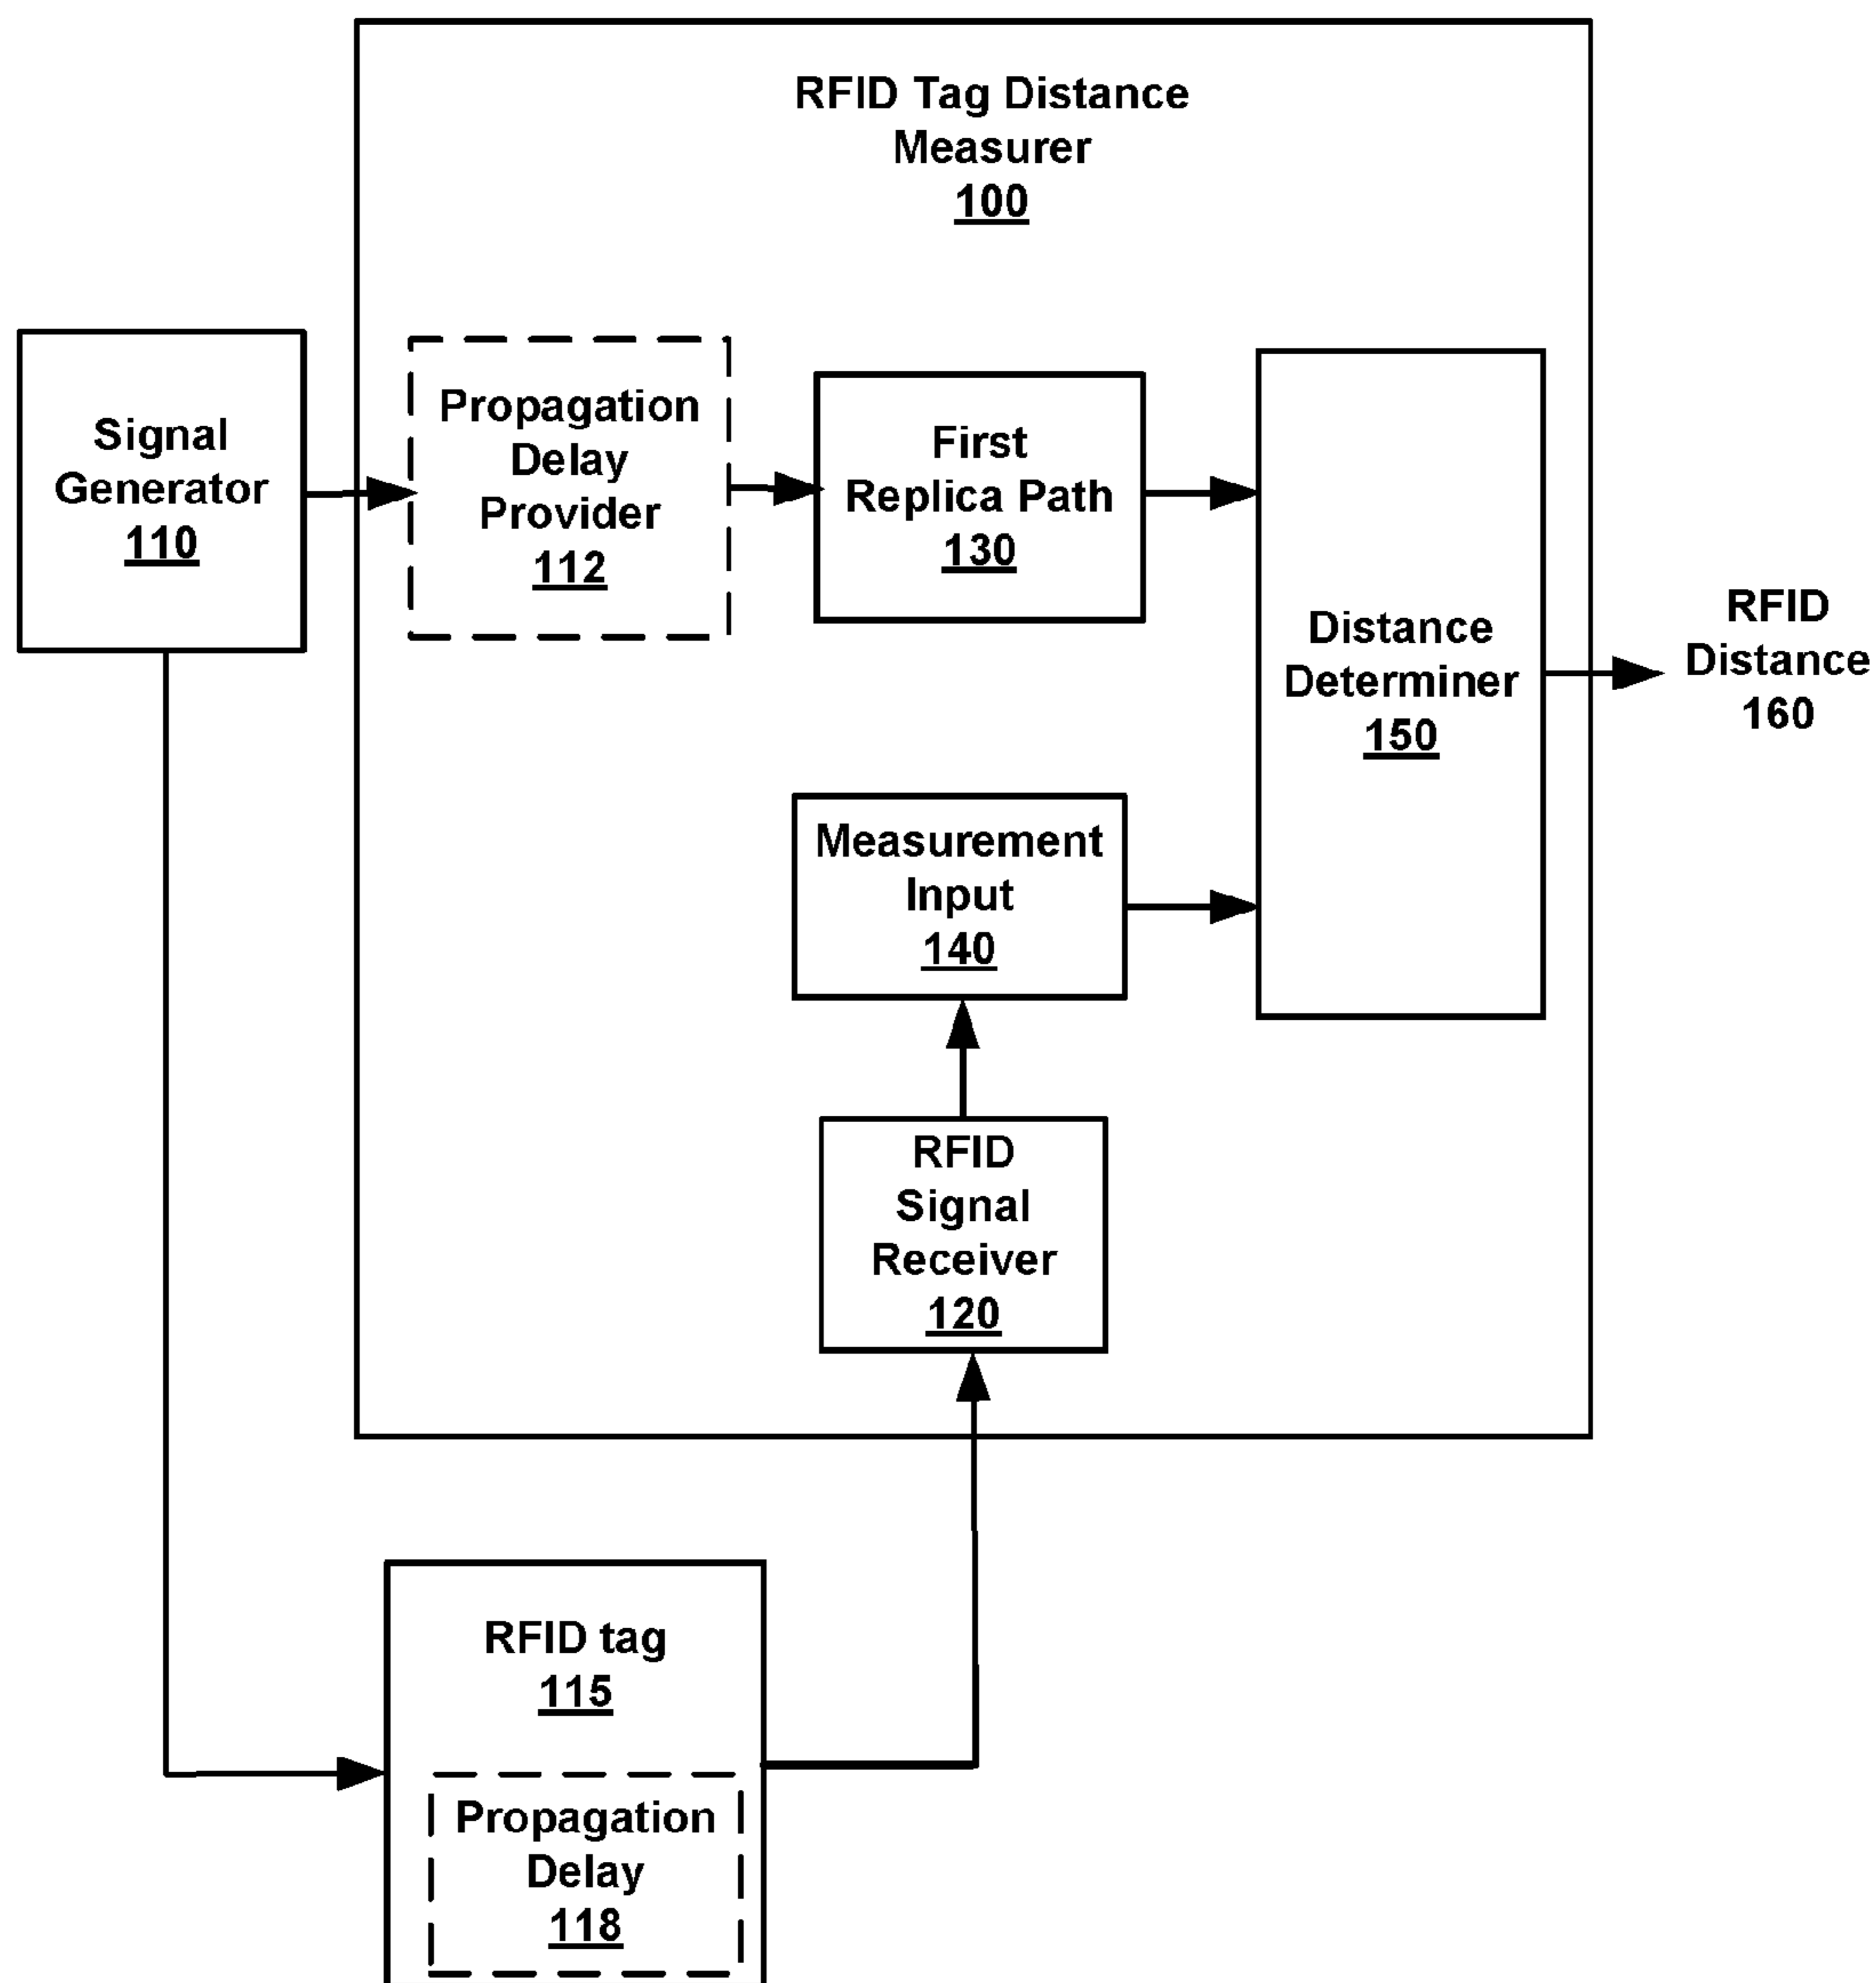 RFID Tag Distance
Measurer
100
Signal
Generator
110
Propagation
Delay
Provider
112
First
Replica Path
130
Distance
Determiner
150
RFID
Distance
160
Measurement
Input
140
RFID
Signal
Receiver
120
RFID tag
115
Propagation
Delay
118